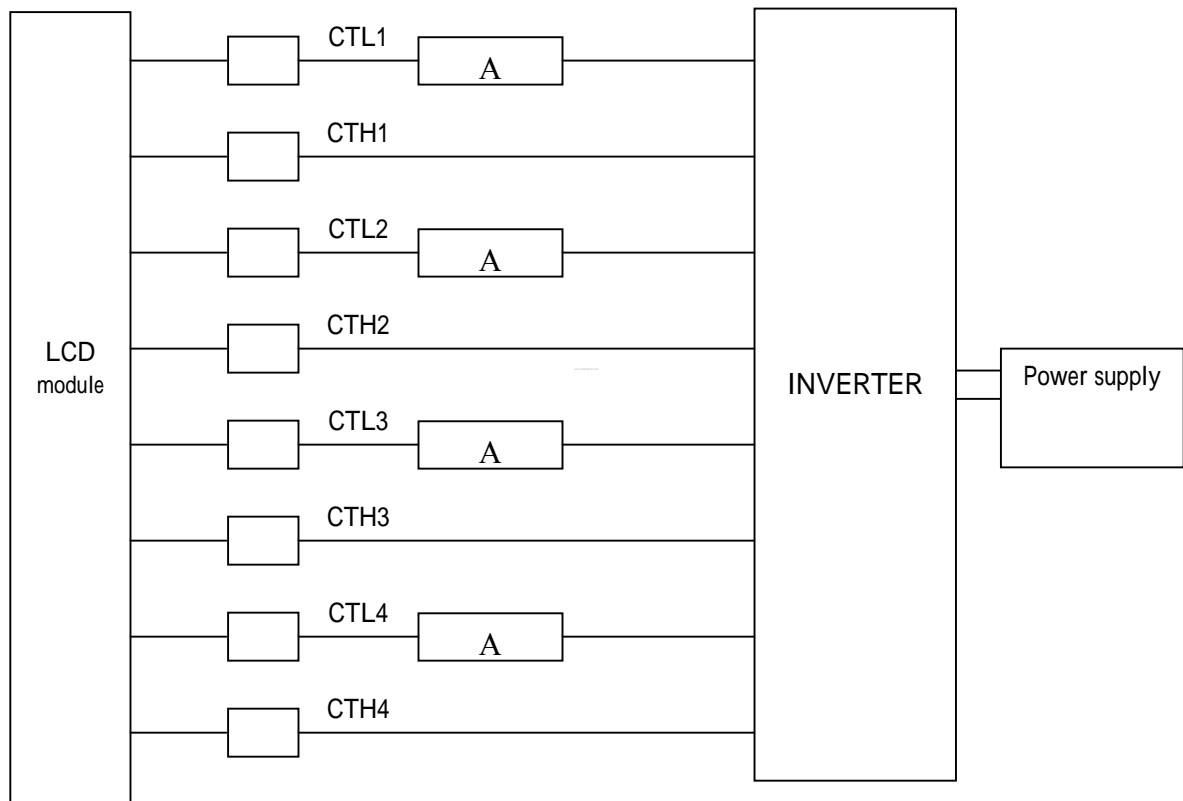 CTL1
A
CTH1
CTL2
A
CTH2
LCD
module
INVERTER
Power supply
CTL3
A
CTH3
CTL4
A
CTH4